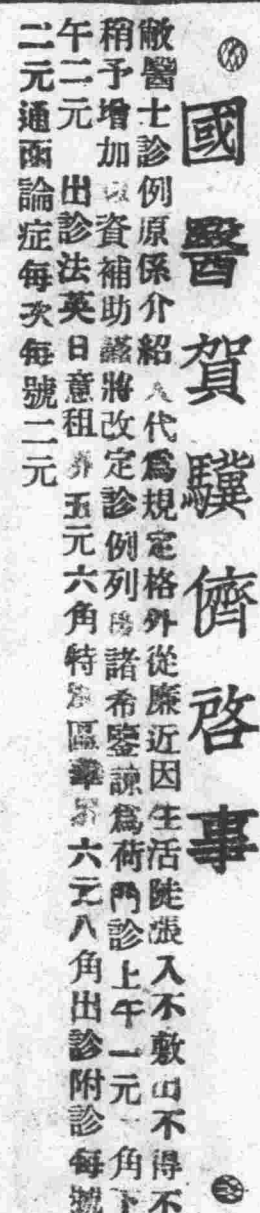 國醫賀驥儕啓事
敝醫士診例原係介紹人代爲規定格外從廉近因生活陡漲入不敷出不得不
稍予增加以資補助議將改定診例列諸希鑒諒爲荷門診上午一元角下
午二元 出診法英日意租界五元六角特別區華界六元八角出診附診每號
二元通函論症每次每號二元